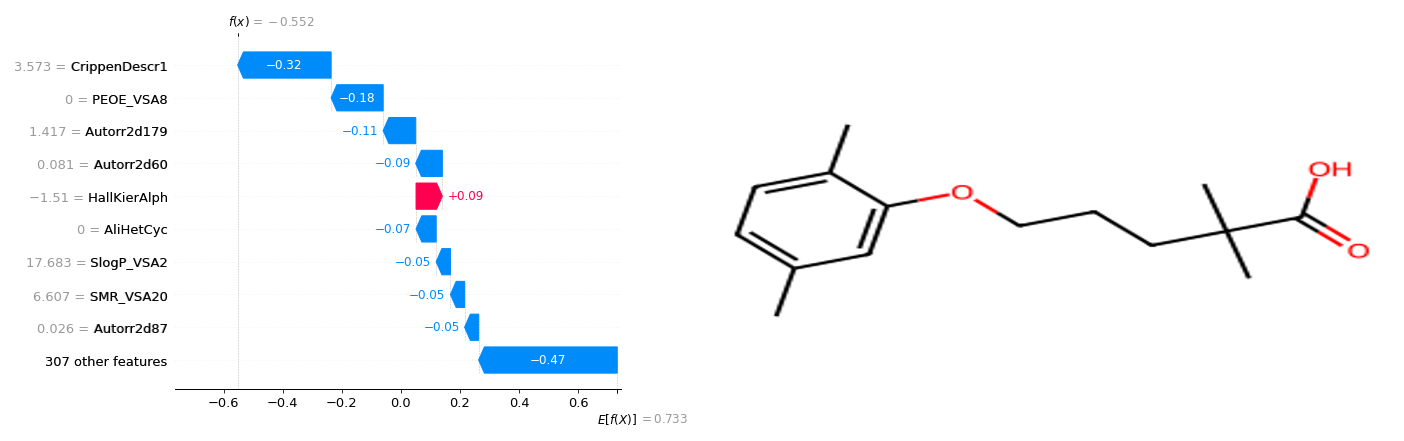 f(x) = −0.552
3.573 = CrippenDescr1 −0.32
0 = PEOE_VSA8 −0.18
1.417 = Autorr2d179 −0.11
0.081 = Autorr2d60 −0.09
−1.51 = HallKierAlph +0.09
0 = AliHetCyc −0.07
17.683 = SlogP_VSA2 −0.05
6.607 = SMR_VSA20 −0.05
0.026 = Autorr2d87 −0.05
307 other features −0.47
−0.6 −0.4 −0.2 0.0 0.2 0.4 0.6
E[f(X)] = 0.733
OH
O
O